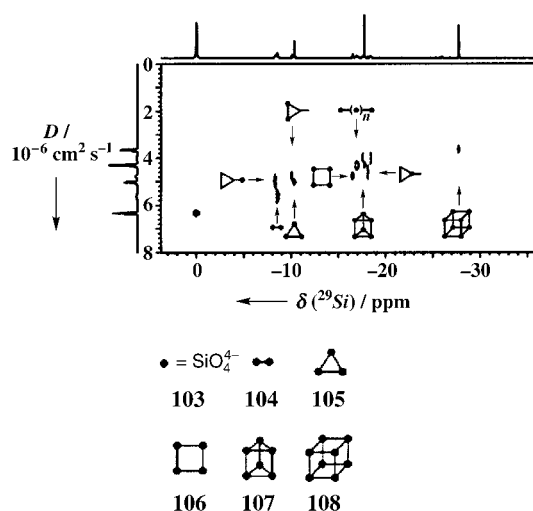 0
2
4
6
8
D /
10⁻⁶ cm² s⁻¹
n
0 −10 −20 −30
δ (²⁹Si) / ppm
= SiO₄⁴⁻
103 104 105
106 107 108